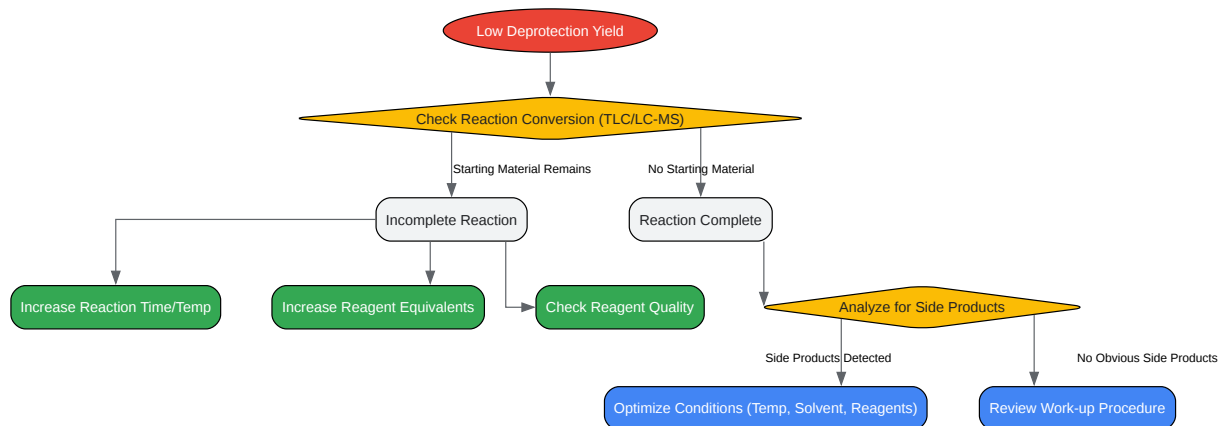 Low Deprotection Yield
Check Reaction Conversion (TLC/LC-MS)
Starting Material Remains
No Starting Material
Incomplete Reaction
Reaction Complete
Increase Reaction Time/Temp
Increase Reagent Equivalents
Check Reagent Quality
Analyze for Side Products
Side Products Detected
No Obvious Side Products
Optimize Conditions (Temp, Solvent, Reagents)
Review Work-up Procedure